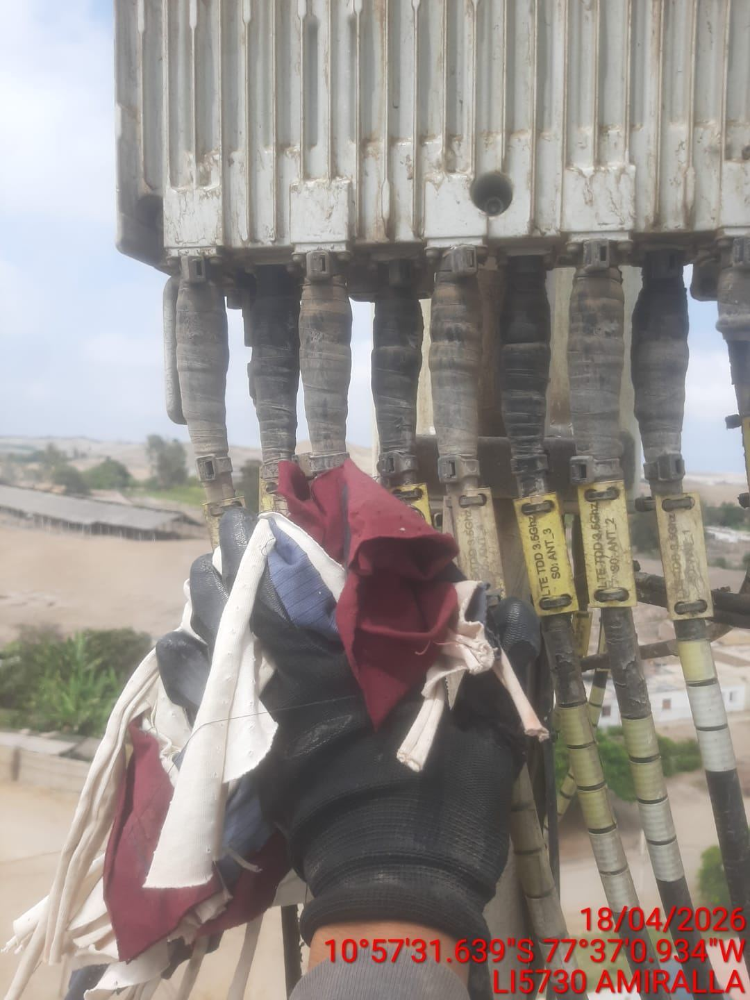 LTE TDD 3.5Ghz
S0: ANT_3
LTE TDD 3.5Ghz
S0: ANT_2
18/04/2026
10°57'31.639"S 77°37'0.934"W
LI5730 AMIRALLA